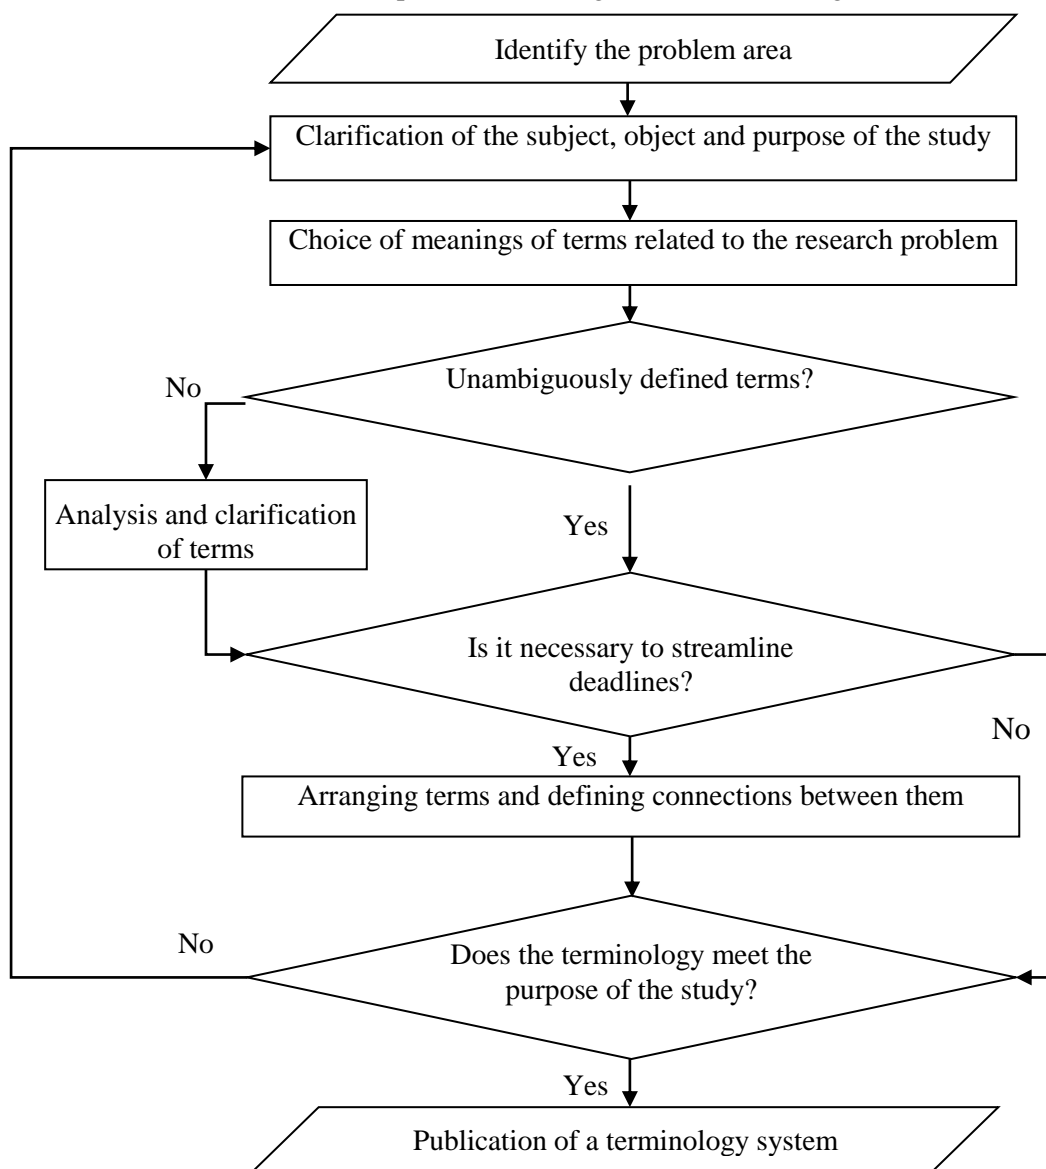 Identify the problem area
Clarification of the subject, object and purpose of the study
Choice of meanings of terms related to the research problem
Unambiguously defined terms?
No
Analysis and clarification
of terms
Yes
Is it necessary to streamline
deadlines?
No
Yes
Arranging terms and defining connections between them
No
Does the terminology meet the
purpose of the study?
Yes
Publication of a terminology system